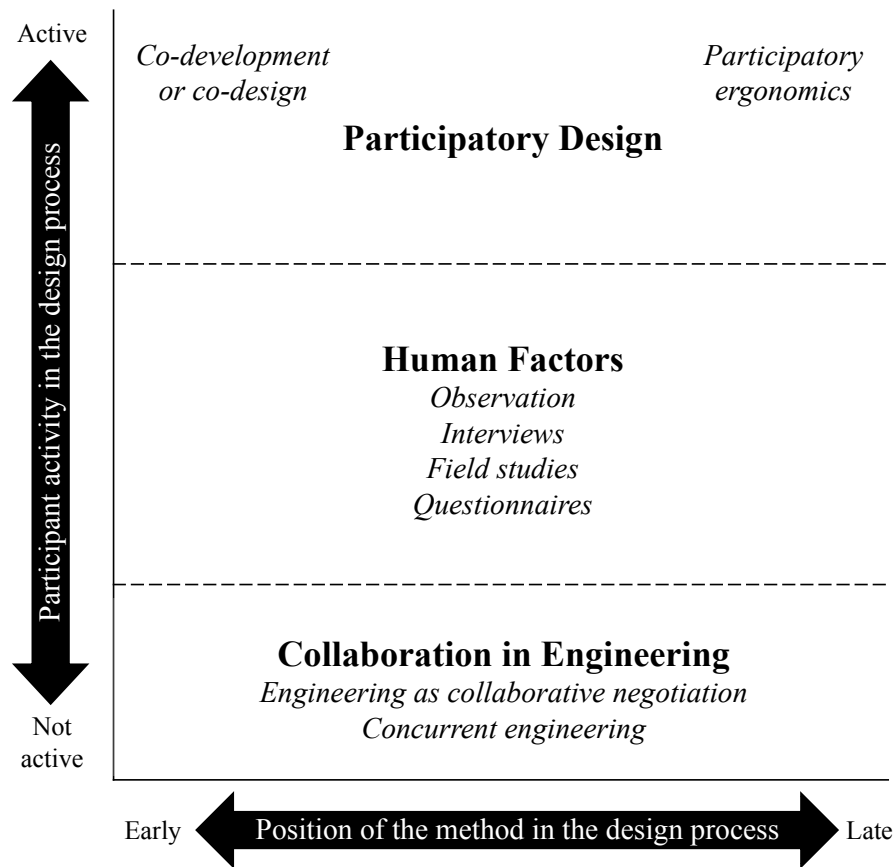 Active
Co-development
or co-design
Participatory
ergonomics
Participatory Design
Participant activity in the design process
Human Factors
Observation
Interviews
Field studies
Questionnaires
Collaboration in Engineering
Engineering as collaborative negotiation
Concurrent engineering
Not
active
Early
Position of the method in the design process
Late